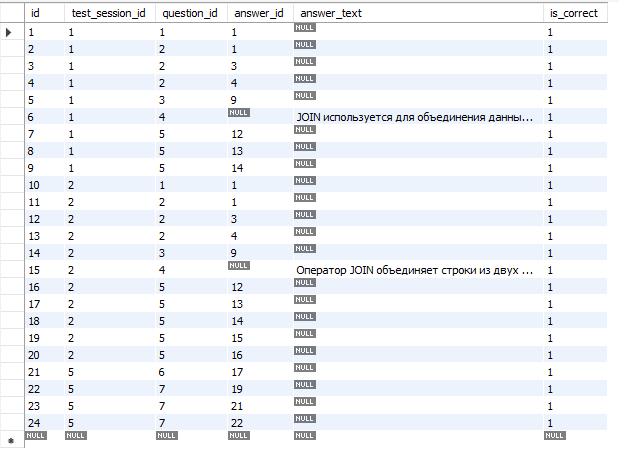 id test_session_id question_id answer_id answer_text is_correct
1 1 1 1 NULL 1
2 1 2 1 NULL 1
3 1 2 3 NULL 1
4 1 2 4 NULL 1
5 1 3 9 NULL 1
6 1 4 NULL JOIN используется для объединения данны... 1
7 1 5 12 NULL 1
8 1 5 13 NULL 1
9 1 5 14 NULL 1
10 2 1 1 NULL 1
11 2 2 1 NULL 1
12 2 2 3 NULL 1
13 2 2 4 NULL 1
14 2 3 9 NULL 1
15 2 4 NULL Оператор JOIN объединяет строки из двух ... 1
16 2 5 12 NULL 1
17 2 5 13 NULL 1
18 2 5 14 NULL 1
19 2 5 15 NULL 1
20 2 5 16 NULL 1
21 5 6 17 NULL 1
22 5 7 19 NULL 1
23 5 7 21 NULL 1
24 5 7 22 NULL 1
NULL NULL NULL NULL NULL NULL